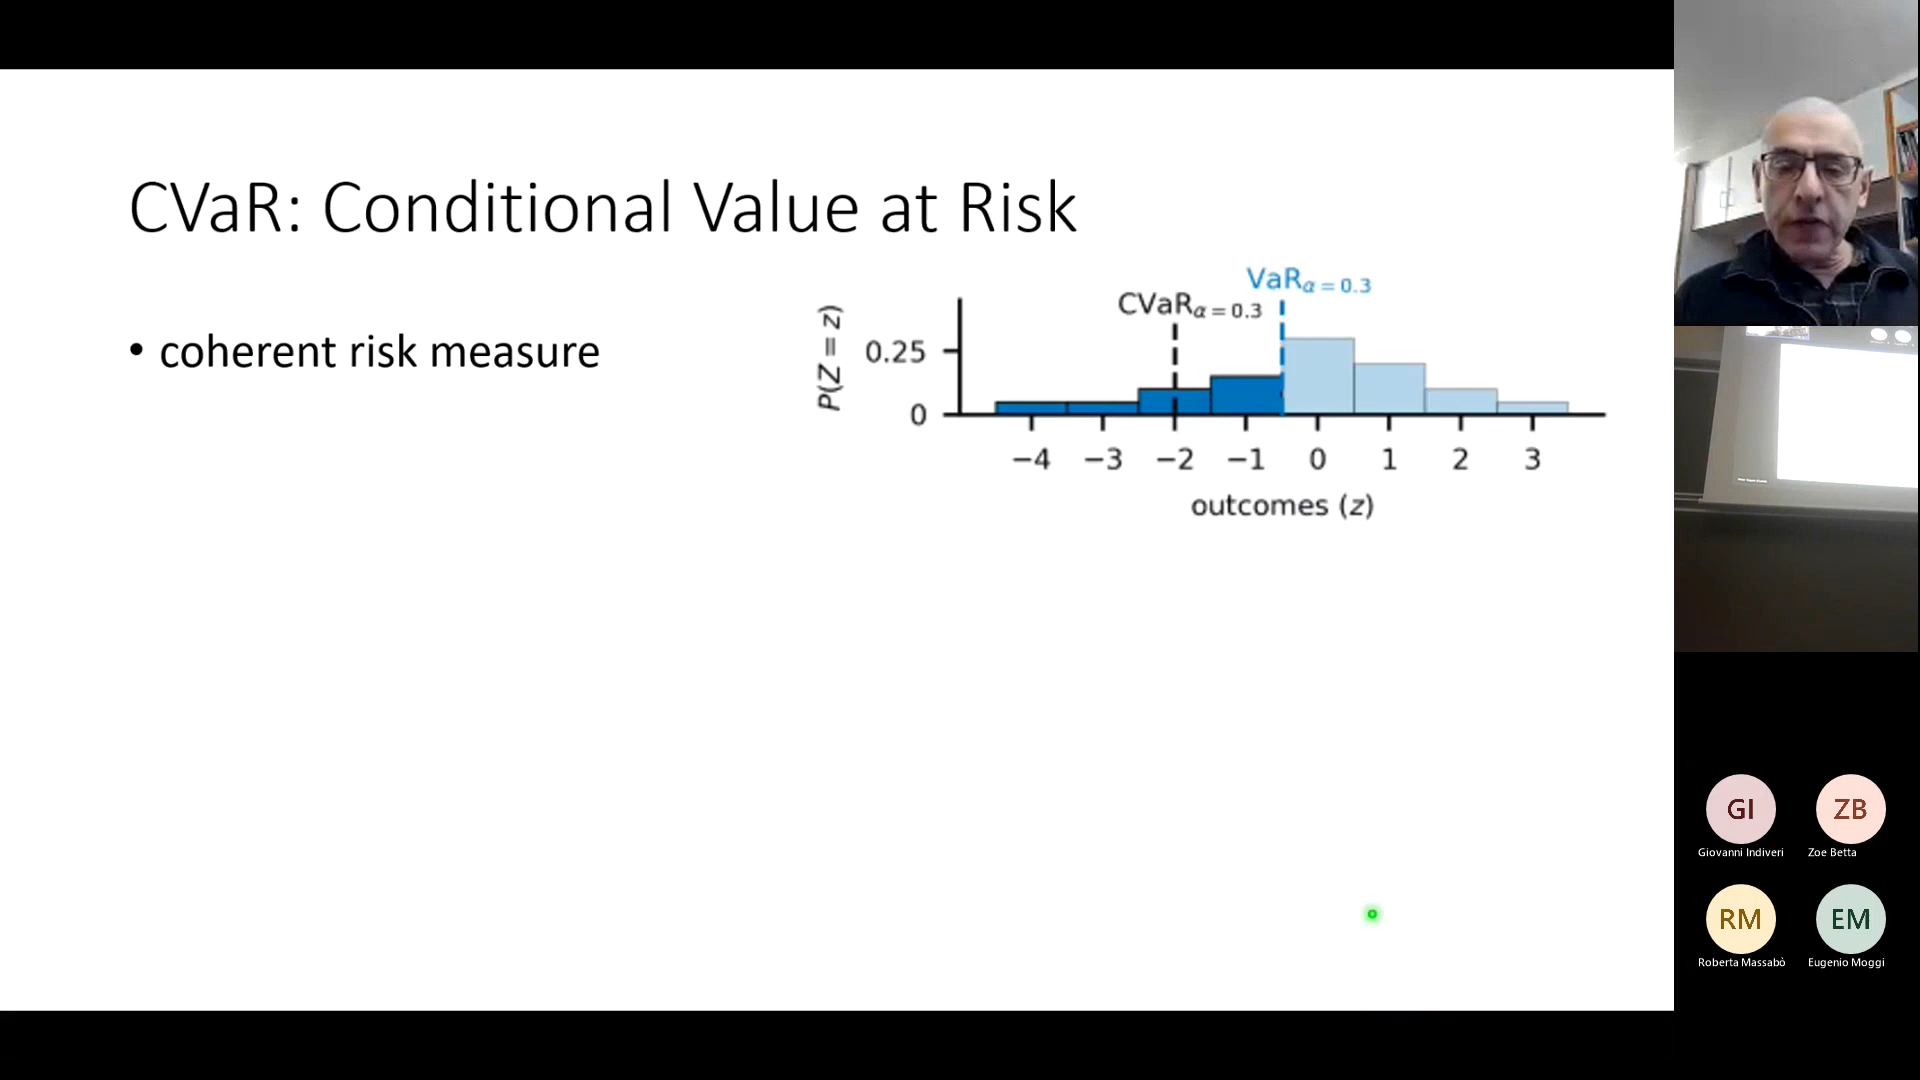 CVaR: Conditional Value at Risk
• coherent risk measure
VaRα = 0.3
CVaRα = 0.3
P(Z = z)
0.25
0
−4 −3 −2 −1 0 1 2 3
outcomes (z)
GI ZB
Giovanni Indiveri Zoe Betta
RM EM
Roberta Massabò Eugenio Moggi